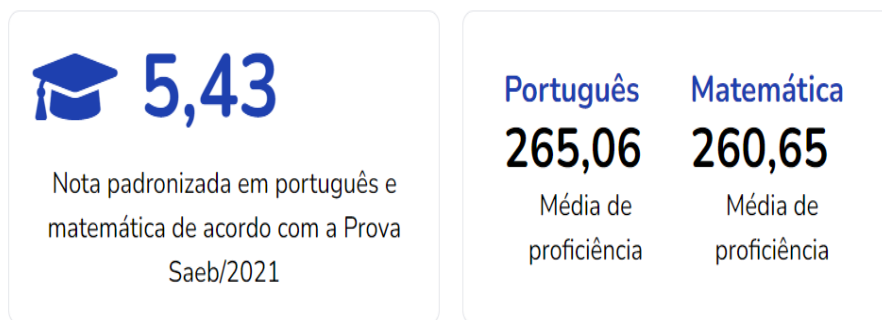 5,43
Nota padronizada em português e
matemática de acordo com a Prova
Saeb/2021
Português
265,06
Média de
proficiência
Matemática
260,65
Média de
proficiência